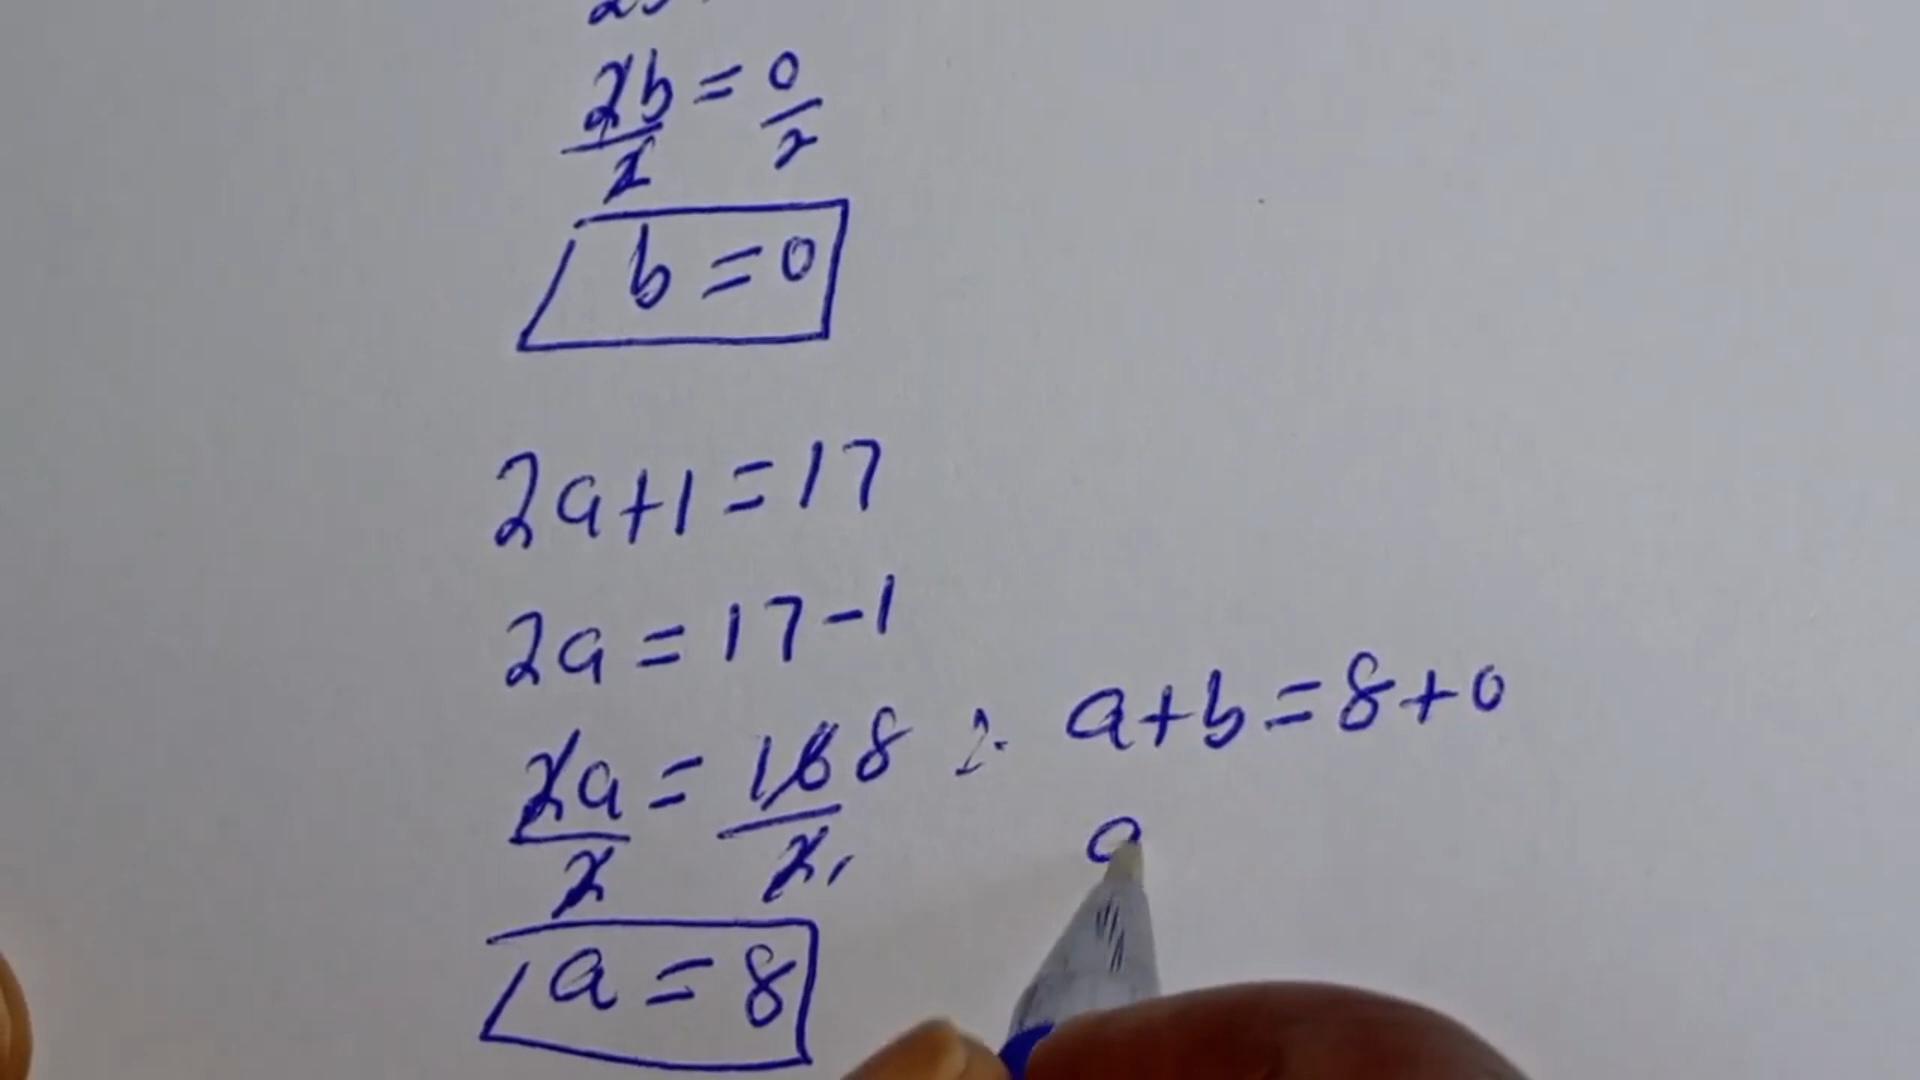 2b = 0
2 2
b = 0
2a+1 = 17
2a = 17-1
2a = 16 8 ∴ a+b = 8+0
2 2 1 a
a = 8